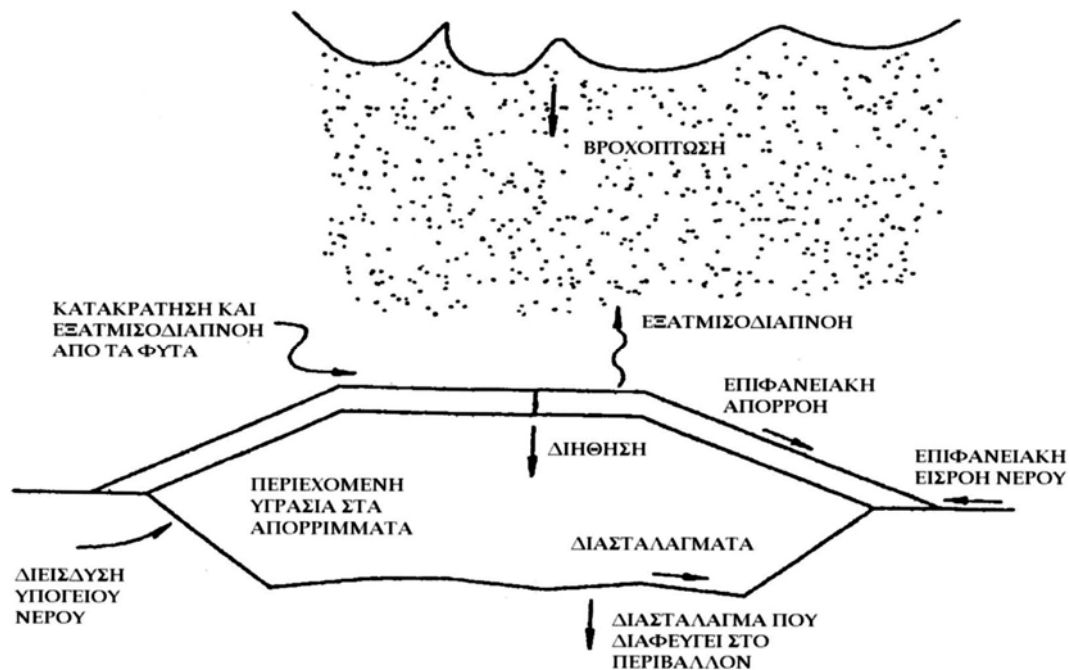 ΒΡΟΧΟΠΤΩΣΗ
ΚΑΤΑΚΡΑΤΗΣΗ ΚΑΙ
ΕΞΑΤΜΙΣΟΔΙΑΠΝΟΗ
ΑΠΟ ΤΑ ΦΥΤΑ
ΕΞΑΤΜΙΣΟΔΙΑΠΝΟΗ
ΕΠΙΦΑΝΕΙΑΚΗ
ΑΠΟΡΡΟΗ
ΔΙΗΘΗΣΗ
ΕΠΙΦΑΝΕΙΑΚΗ
ΕΙΣΡΟΗ ΝΕΡΟΥ
ΠΕΡΙΕΧΟΜΕΝΗ
ΥΓΡΑΣΙΑ ΣΤΑ
ΑΠΟΡΡΙΜΜΑΤΑ
ΔΙΑΣΤΑΛΑΓΜΑΤΑ
ΔΙΕΙΣΔΥΣΗ
ΥΠΟΓΕΙΟΥ
ΝΕΡΟΥ
ΔΙΑΣΤΑΛΑΓΜΑ ΠΟΥ
ΔΙΑΦΕΥΓΕΙ ΣΤΟ
ΠΕΡΙΒΑΛΛΟΝ